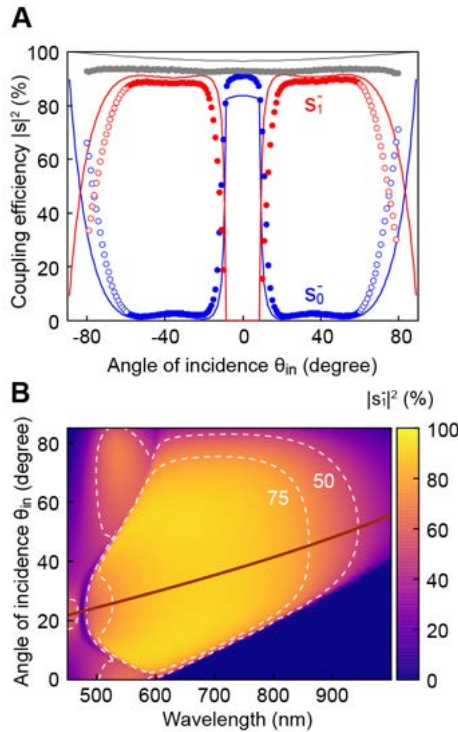 A
100
80
60
40
20
0
Coupling efficiency |s|² (%)
s₁⁻
s₀⁻
-80 -40 0 40 80
Angle of incidence θin (degree)
B
|s₁⁻|² (%)
80
60
40
20
0
Angle of incidence θin (degree)
75
50
100
80
60
40
20
0
500 600 700 800 900
Wavelength (nm)